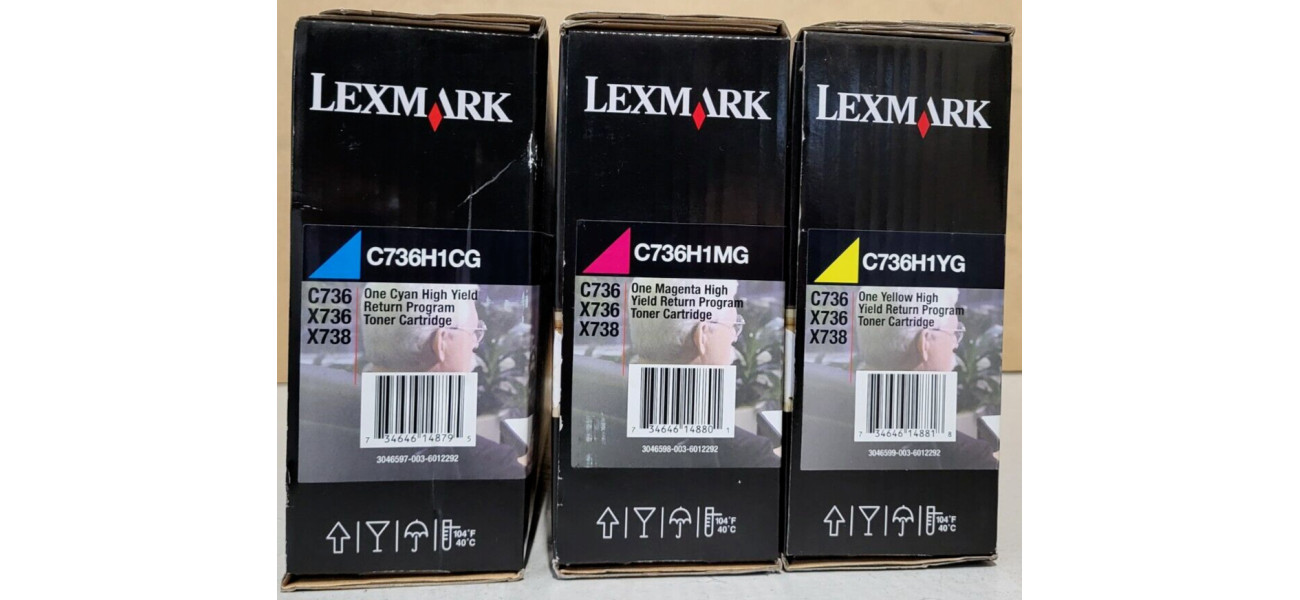 LEXMARK
C736H1CG
C736
X736
X738
One Cyan High Yield
Return Program
Toner Cartridge
7 34646 14879 5
3046597-003-6012292
104°F
40°C
LEXMARK
C736H1MG
C736
X736
X738
One Magenta High
Yield Return Program
Toner Cartridge
7 34646 14880 1
3046598-003-6012292
104°F
40°C
LEXMARK
C736H1YG
C736
X736
X738
One Yellow High
Yield Return Program
Toner Cartridge
7 34646 14881 8
3046599-003-6012292
104°F
40°C